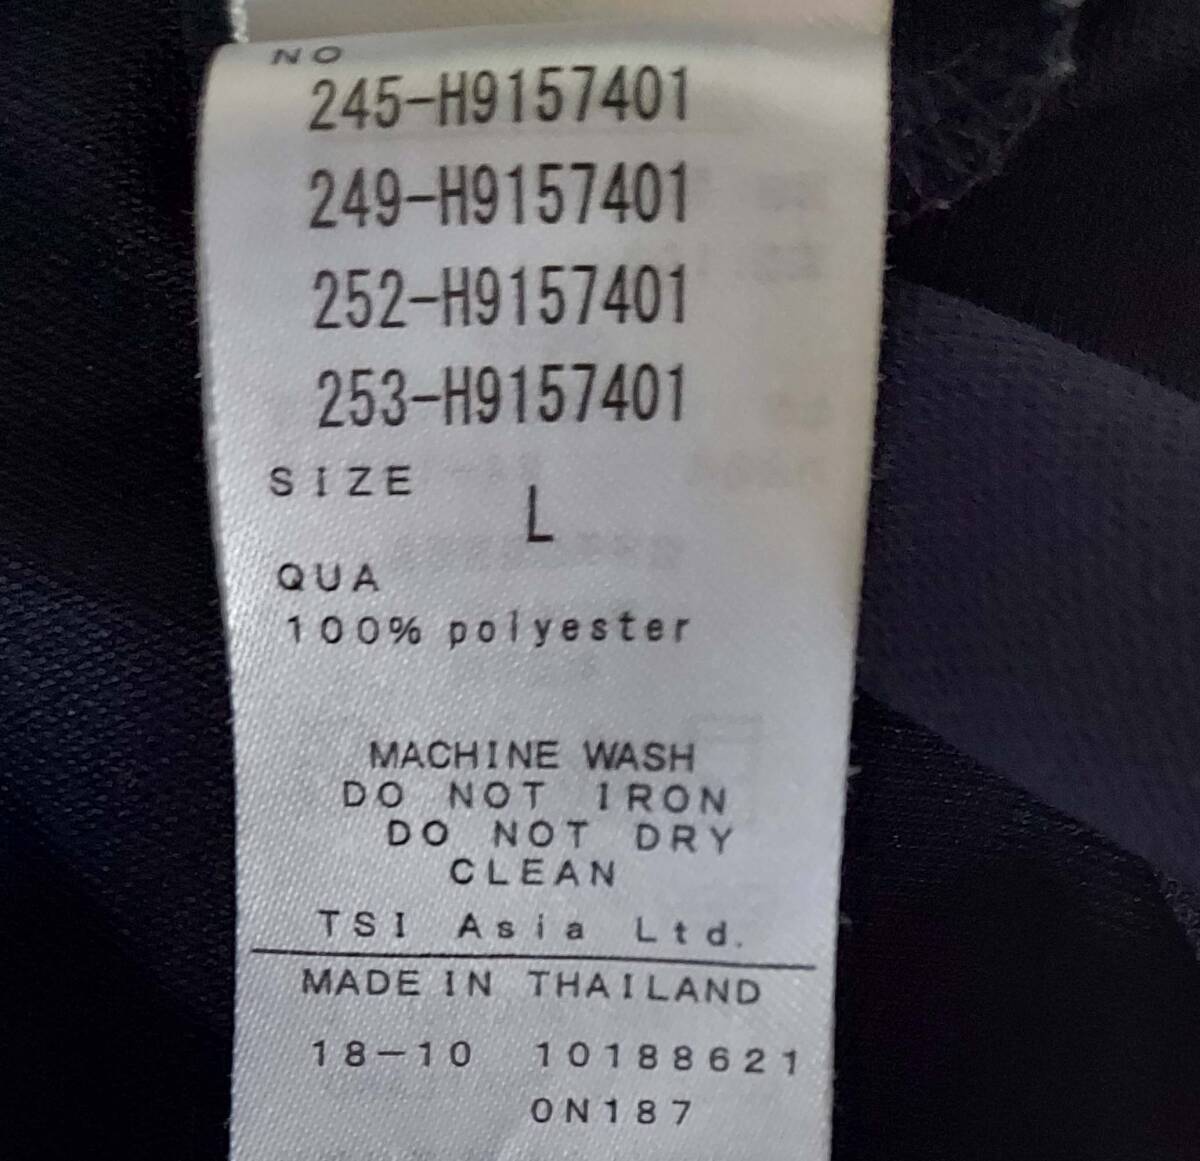 NO
245-H9157401
249-H9157401
252-H9157401
253-H9157401
SIZE
L
QUA
100% polyester
MACHINE WASH
DO NOT IRON
DO NOT DRY
CLEAN
TSI Asia Ltd.
MADE IN THAILAND
18-10 10188621
0N187